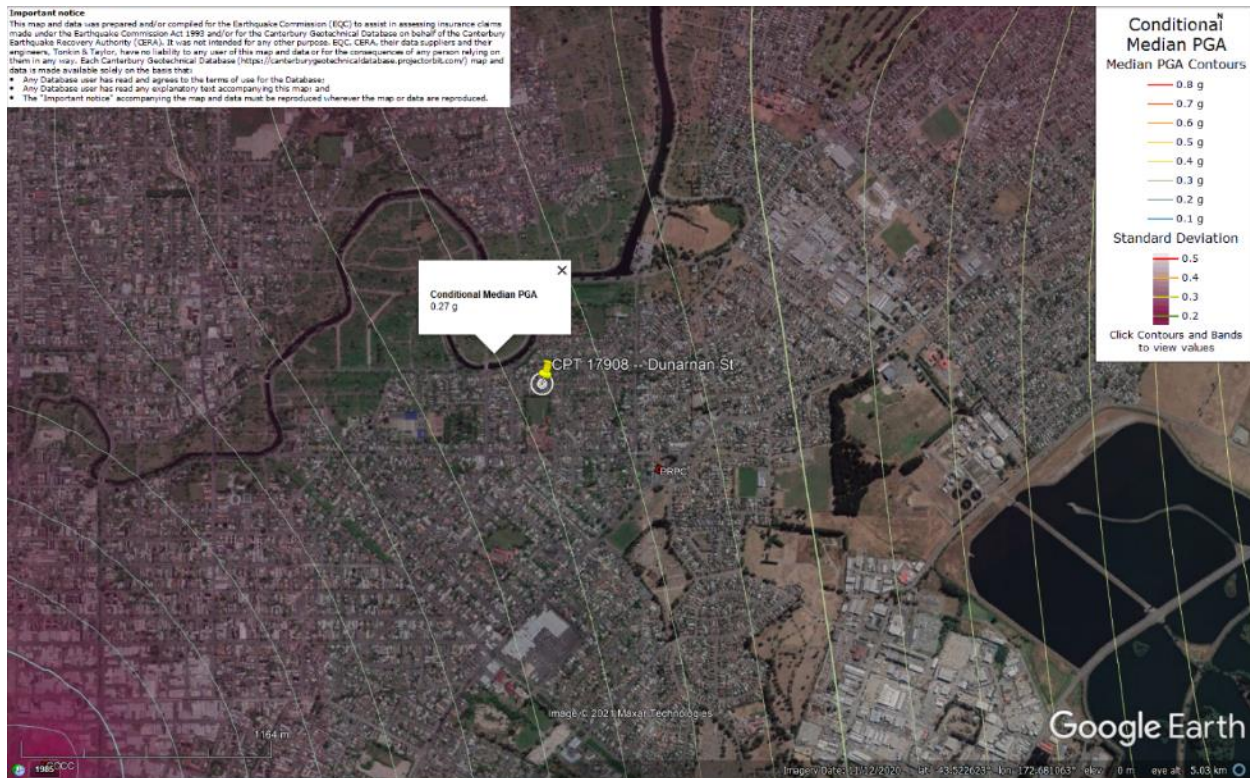 Important notice
This map and data was prepared and/or compiled for the Earthquake Commission (EQC) to assist in assessing insurance claims
made under the Earthquake Commission Act 1993 and/or for the Canterbury Geotechnical Database on behalf of the Canterbury
Earthquake Recovery Authority (CERA). It was not intended for any other purpose. EQC, CERA, their data suppliers and their
engineers, Tonkin & Taylor, have no liability to any user of this map and data or for the consequences of any person relying on
them in any way. Each Canterbury Geotechnical Database (https://canterburygeotechnicaldatabase.projectorbit.com/) map and
data is made available solely on the basis that:
• Any Database user has read and agrees to the terms of use for the Database;
• Any Database user has read any explanatory text accompanying this map; and
• The "Important notice" accompanying the map and data must be reproduced wherever the map or data are reproduced.
N
Conditional
Median PGA
Median PGA Contours
0.8 g
0.7 g
0.6 g
0.5 g
0.4 g
0.3 g
0.2 g
0.1 g
Standard Deviation
0.5
0.4
0.3
0.2
Click Contours and Bands
to view values
Conditional Median PGA
0.27 g
CPT 17908 -- Dunarnan St
PRPC
Image © 2021 Maxar Technologies
Google Earth
1164 m
1985
Imagery Date: 11/12/2020 lat -43.522623° lon 172.681063° elev 0 m eye alt 5.03 km